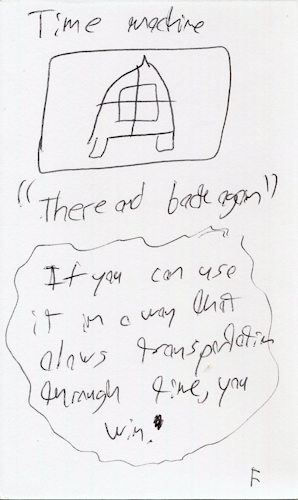 Time machine
"There and back again"
If you can use
it in a way that
alows transportation
through time, you
win.
F